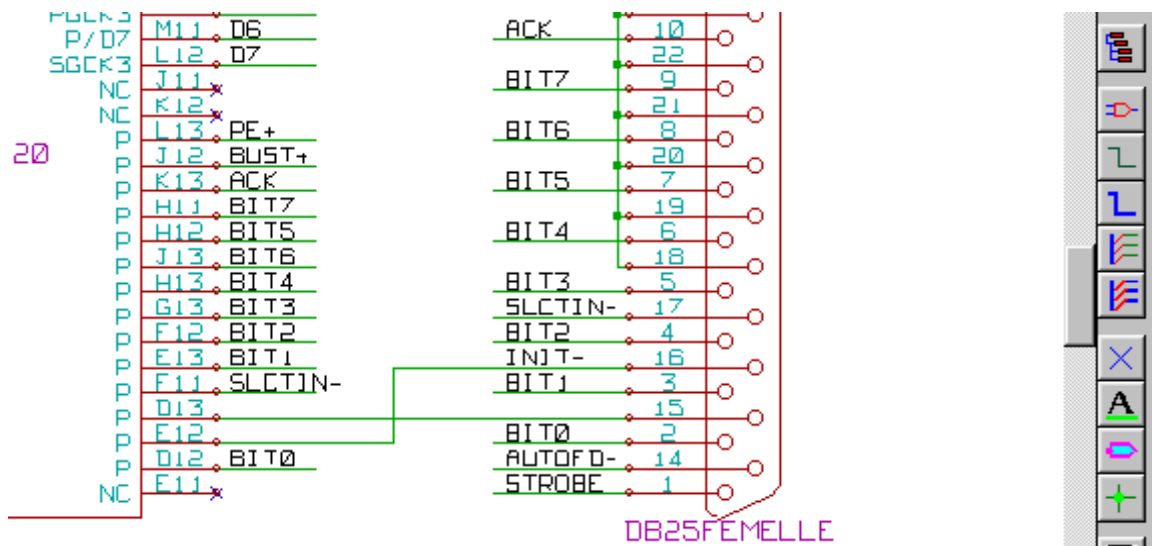 PGCK3
P/D7 M11 D6 ACK 10
SGCK3 L12 D7 22
NC J11 BIT7 9
NC K12 21
P L13 PE+ BIT6 8
20 P J12 BUST+ 20
P K13 ACK BIT5 7
P H11 BIT7 19
P H12 BIT5 BIT4 6
P J13 BIT6 18
P H13 BIT4 BIT3 5
P G13 BIT3 SLCTIN- 17
P F12 BIT2 BIT2 4
P E13 BIT1 INIT- 16
P F11 SLCTIN- BIT1 3
P D13 15
P E12 BIT0 2
P D12 BIT0 AUTOFD- 14
NC E11 STROBE 1
DB25FEMELLE
A